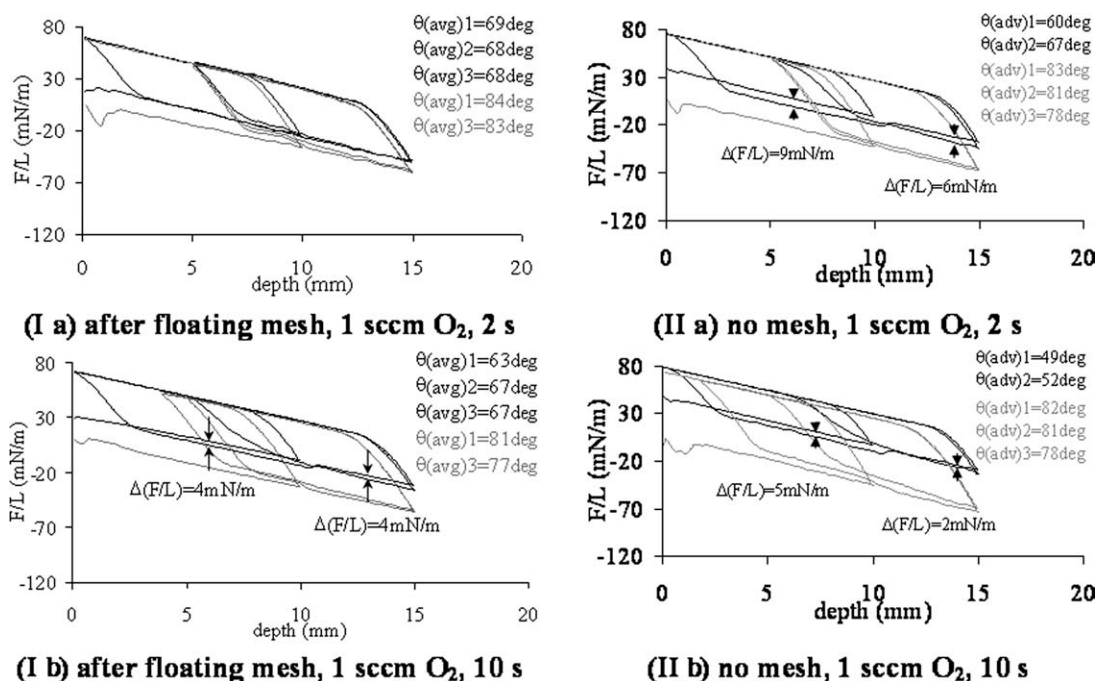 80
30
-20
-70
-120
F/L (mN/m)
0 5 10 15 20
depth (mm)
θ(avg)1=69deg
θ(avg)2=68deg
θ(avg)3=68deg
θ(avg)1=84deg
θ(avg)3=83deg
(I a) after floating mesh, 1 sccm O₂, 2 s
80
30
-20
-70
-120
F/L (mN/m)
0 5 10 15 20
depth (mm)
θ(adv)1=60deg
θ(adv)2=67deg
θ(adv)1=83deg
θ(adv)2=81deg
θ(adv)3=78deg
Δ(F/L)=9mN/m
Δ(F/L)=6mN/m
(II a) no mesh, 1 sccm O₂, 2 s
80
30
-20
-70
-120
F/L (mN/m)
0 5 10 15 20
depth (mm)
θ(avg)1=63deg
θ(avg)2=67deg
θ(avg)3=67deg
θ(avg)1=81deg
θ(avg)3=77deg
Δ(F/L)=4mN/m
Δ(F/L)=4mN/m
(I b) after floating mesh, 1 sccm O₂, 10 s
80
30
-20
-70
-120
F/L (mN/m)
0 5 10 15 20
depth (mm)
θ(adv)1=49deg
θ(adv)2=52deg
θ(adv)1=82deg
θ(adv)2=81deg
θ(adv)3=78deg
Δ(F/L)=5mN/m
Δ(F/L)=2mN/m
(II b) no mesh, 1 sccm O₂, 10 s